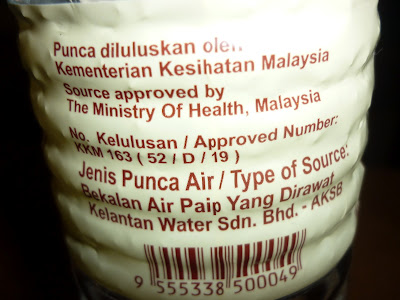 Punca diluluskan oleh
Kementerian Kesihatan Malaysia
Source approved by
The Ministry Of Health, Malaysia
No. Kelulusan / Approved Number:
KKM 163 ( 52 / D / 19 )
Jenis Punca Air / Type of Source:
Bekalan Air Paip Yang Dirawat
Kelantan Water Sdn. Bhd. - AKSB
9 555338 500049